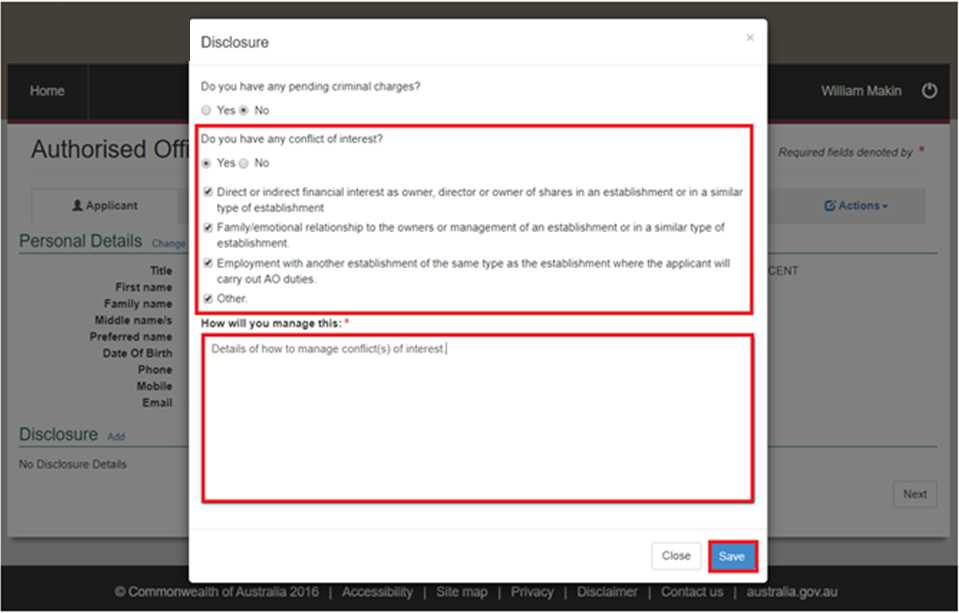 Disclosure ×
Do you have any pending criminal charges?
Yes No
Do you have any conflict of interest?
Yes No
Direct or indirect financial interest as owner, director or owner of shares in an establishment or in a similar
type of establishment
Family/emotional relationship to the owners or management of an establishment or in a similar type of
establishment.
Employment with another establishment of the same type as the establishment where the applicant will
carry out AO duties.
Other.
How will you manage this: *
Details of how to manage conflict(s) of interest.
Close Save
Home William Makin
Authorised Offi Required fields denoted by *
Applicant Actions
Personal Details Change
Title CENT
First name
Family name
Middle name/s
Preferred name
Date Of Birth
Phone
Mobile
Email
Disclosure Add
No Disclosure Details
Next
© Commonwealth of Australia 2016 | Accessibility | Site map | Privacy | Disclaimer | Contact us | australia.gov.au